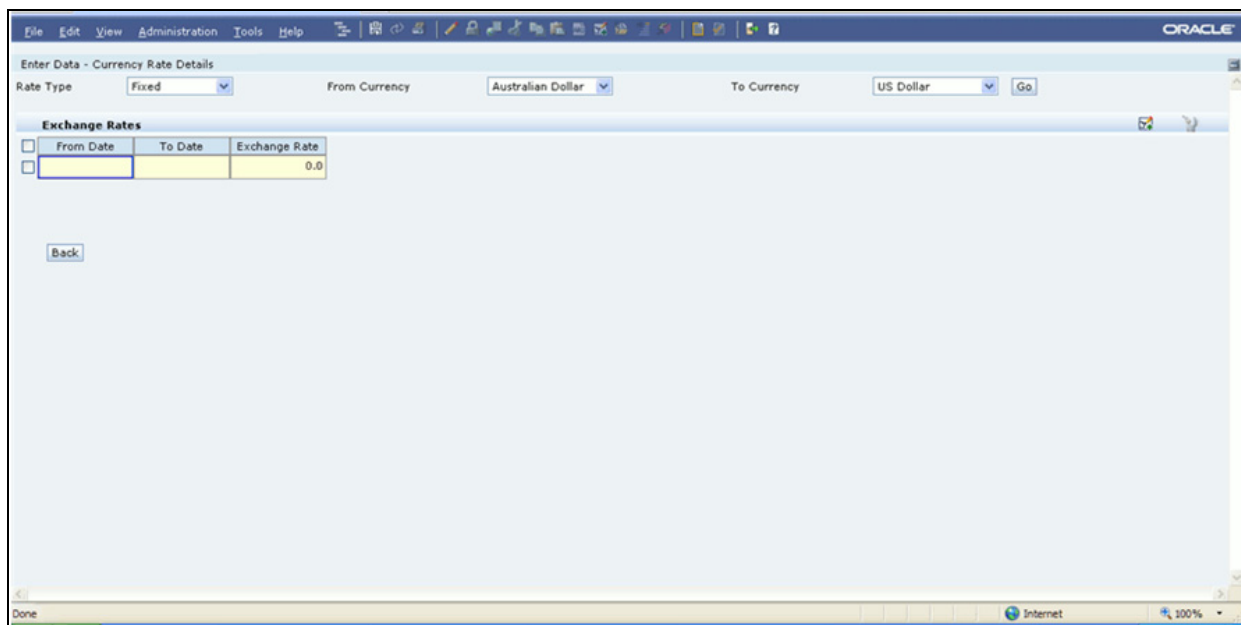 File Edit View Administration Tools Help ORACLE
Enter Data - Currency Rate Details
Rate Type Fixed From Currency Australian Dollar To Currency US Dollar Go
Exchange Rates
From Date To Date Exchange Rate
0.0
Back
Done Internet 100%